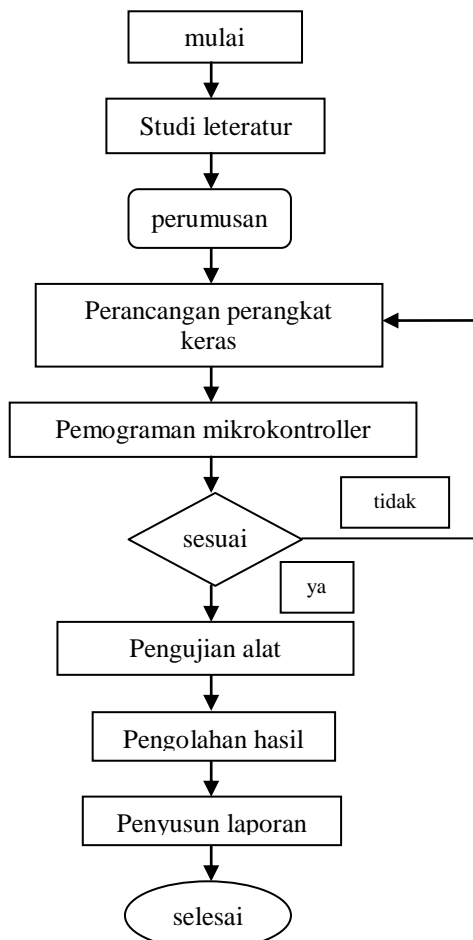 mulai
Studi leteratur
perumusan
Perancangan perangkat
keras
Pemograman mikrokontroller
tidak
sesuai
ya
Pengujian alat
Pengolahan hasil
Penyusun laporan
selesai